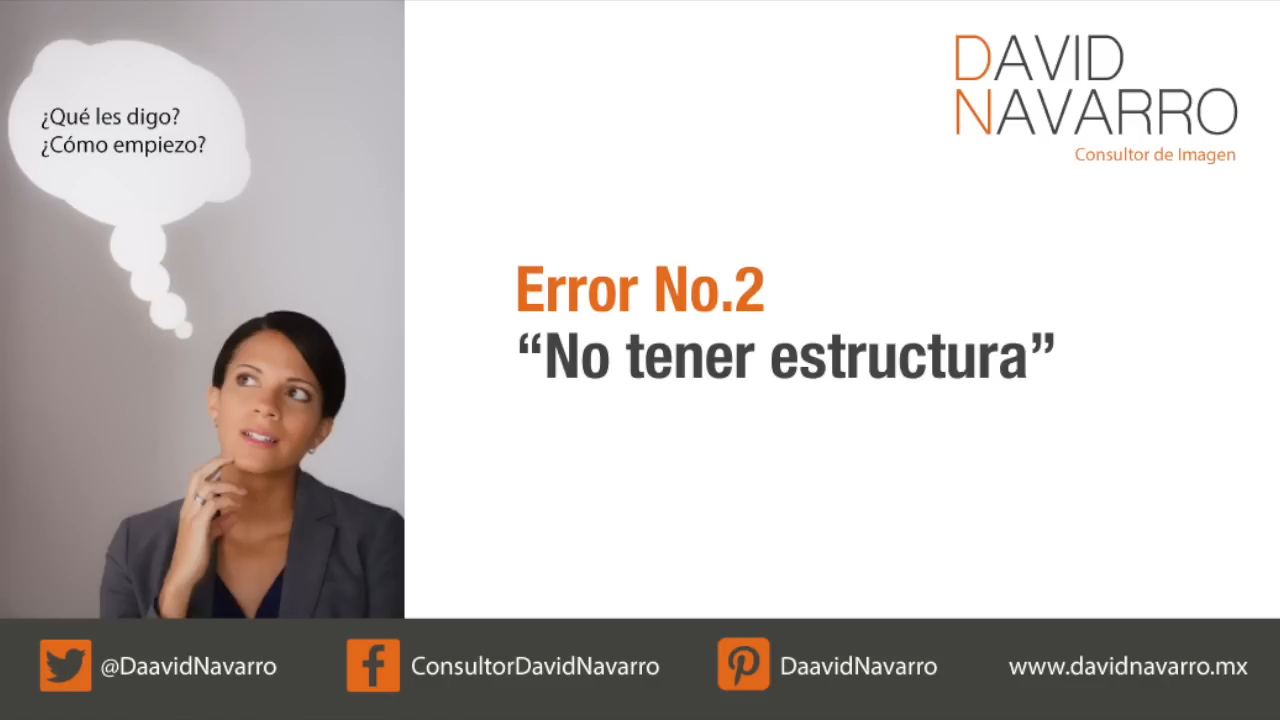 ¿Qué les digo?
¿Cómo empiezo?
DAVID
NAVARRO
Consultor de Imagen
Error No.2
“No tener estructura”
@DaavidNavarro
ConsultorDavidNavarro
DaavidNavarro
www.davidnavarro.mx